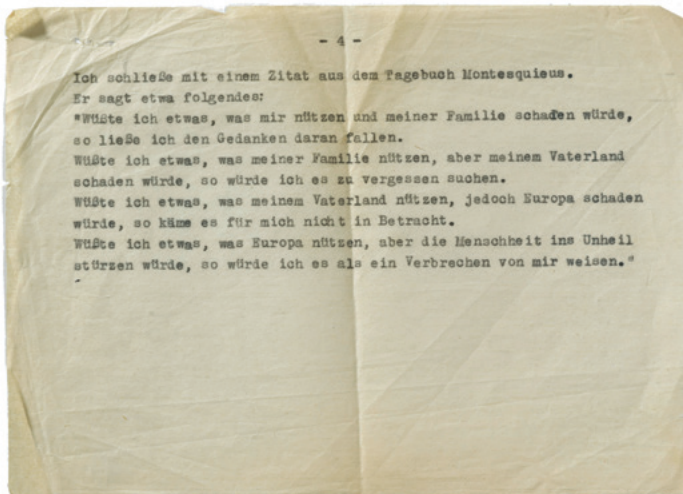 - 4 -
Ich schließe mit einem Zitat aus dem Tagebuch Montesquieus.
Er sagt etwa folgendes:
"Wüßte ich etwas, was mir nützen und meiner Familie schaden würde,
so ließe ich den Gedanken daran fallen.
Wüßte ich etwas, was meiner Familie nützen, aber meinem Vaterland
schaden würde, so würde ich es zu vergessen suchen.
Wüßte ich etwas, was meinem Vaterland nützen, jedoch Europa schaden
würde, so käme es für mich nicht in Betracht.
Wüßte ich etwas, was Europa nützen, aber die Menschheit ins Unheil
stürzen würde, so würde ich es als ein Verbrechen von mir weisen."